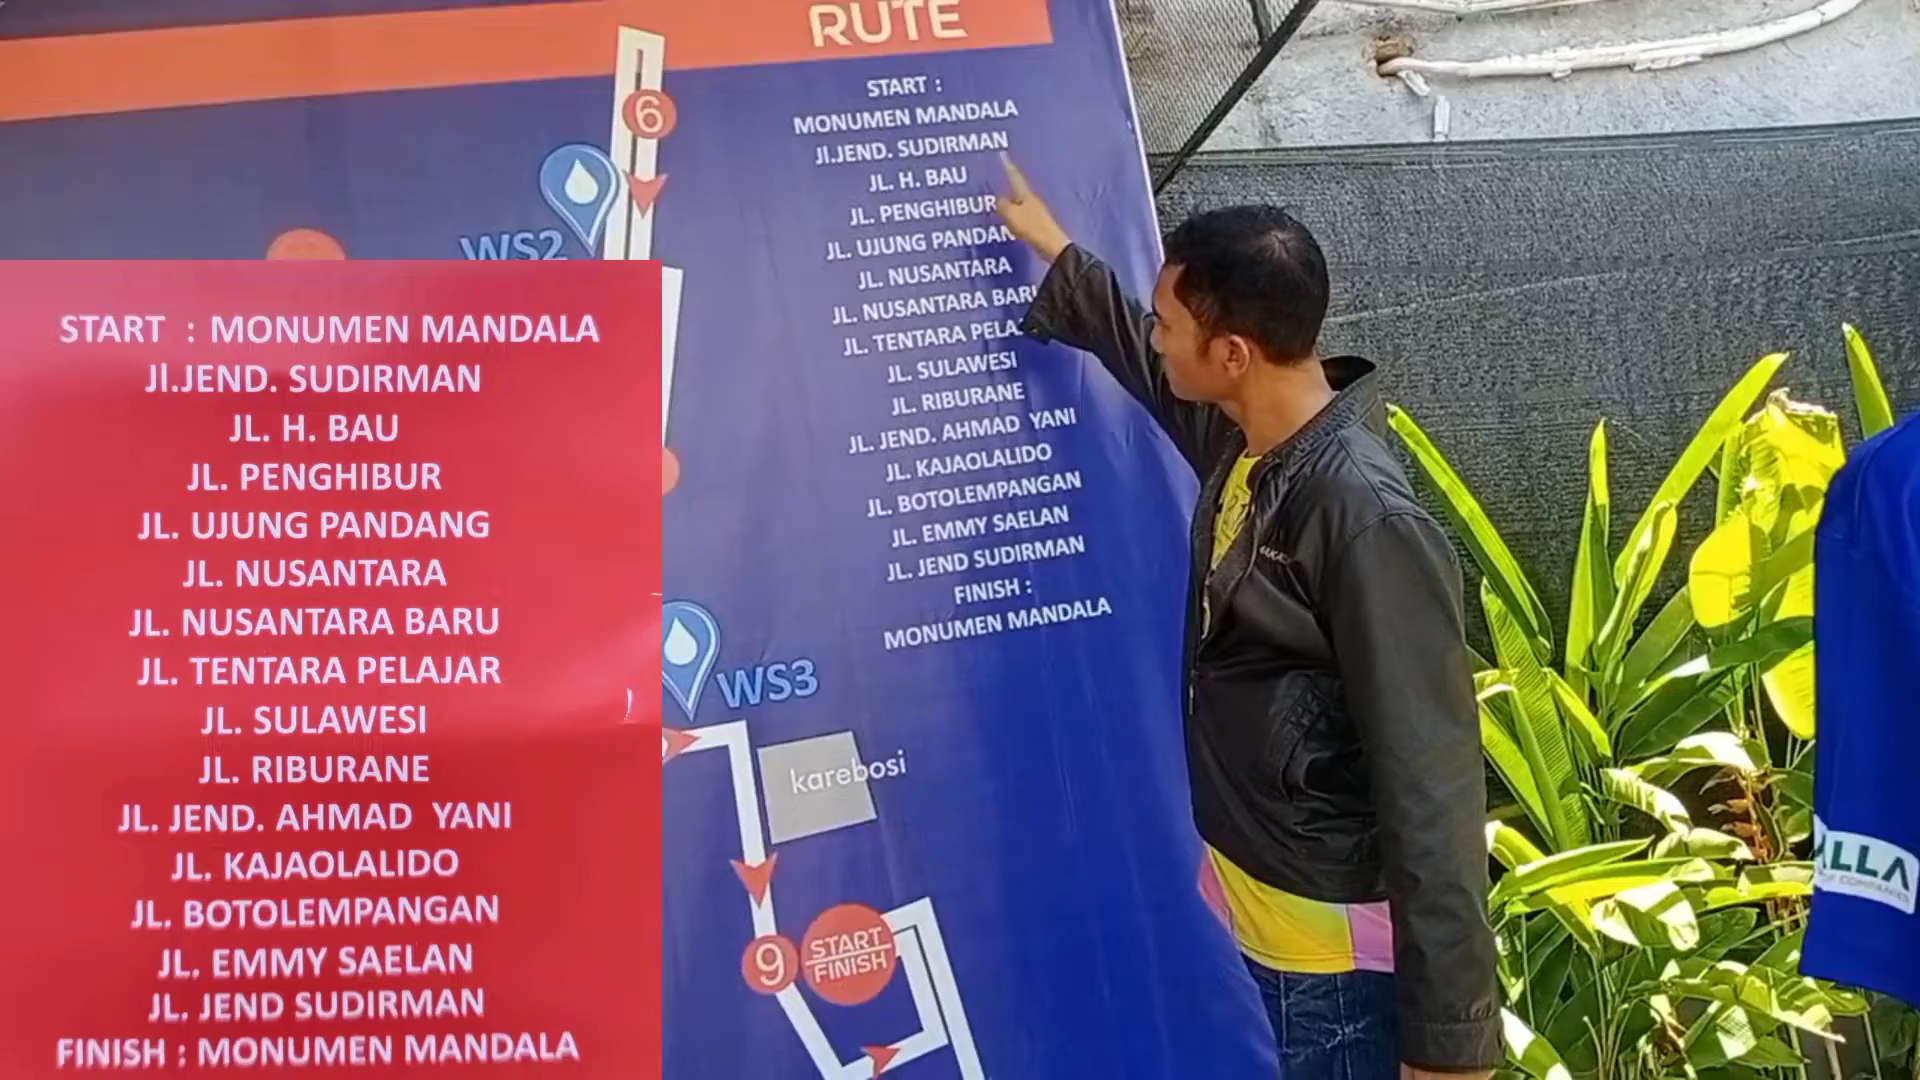 RUTE
START :
MONUMEN MANDALA
Jl.JEND. SUDIRMAN
JL. H. BAU
JL. PENGHIBUR
JL. UJUNG PANDAN
JL. NUSANTARA
JL. NUSANTARA BARU
JL. TENTARA PELA
JL. SULAWESI
JL. RIBURANE
JL. JEND. AHMAD YANI
JL. KAJAOLALIDO
JL. BOTOLEMPANGAN
JL. EMMY SAELAN
JL. JEND SUDIRMAN
FINISH :
MONUMEN MANDALA
6
WS2
WS3
karebosi
9
START
FINISH
START : MONUMEN MANDALA
Jl.JEND. SUDIRMAN
JL. H. BAU
JL. PENGHIBUR
JL. UJUNG PANDANG
JL. NUSANTARA
JL. NUSANTARA BARU
JL. TENTARA PELAJAR
JL. SULAWESI
JL. RIBURANE
JL. JEND. AHMAD YANI
JL. KAJAOLALIDO
JL. BOTOLEMPANGAN
JL. EMMY SAELAN
JL. JEND SUDIRMAN
FINISH : MONUMEN MANDALA
ALLA